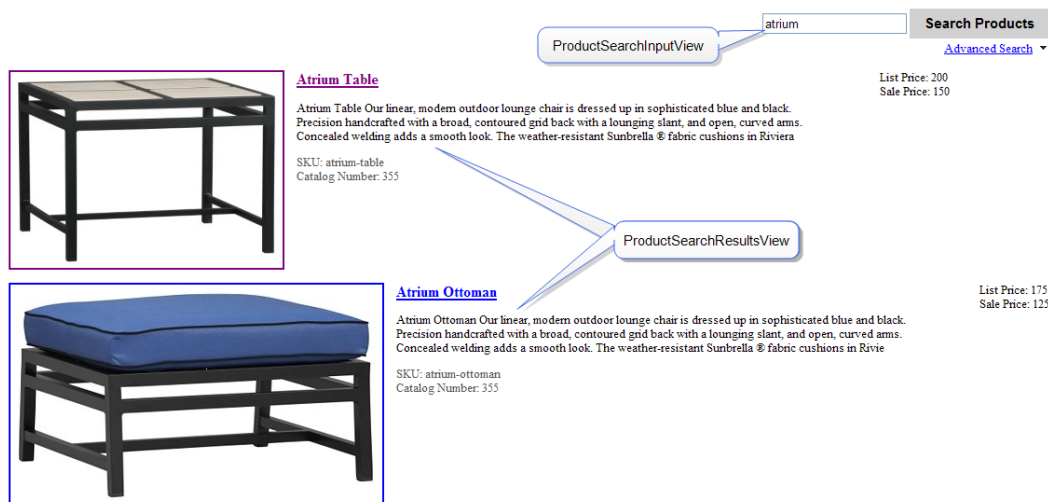 atrium
Search Products
ProductSearchInputView
Advanced Search
Atrium Table
List Price: 200
Sale Price: 150
Atrium Table Our linear, modern outdoor lounge chair is dressed up in sophisticated blue and black.
Precision handcrafted with a broad, contoured grid back with a lounging slant, and open, curved arms.
Concealed welding adds a smooth look. The weather-resistant Sunbrella ® fabric cushions in Riviera
SKU: atrium-table
Catalog Number: 355
ProductSearchResultsView
Atrium Ottoman
List Price: 175
Sale Price: 125
Atrium Ottoman Our linear, modern outdoor lounge chair is dressed up in sophisticated blue and black.
Precision handcrafted with a broad, contoured grid back with a lounging slant, and open, curved arms.
Concealed welding adds a smooth look. The weather-resistant Sunbrella ® fabric cushions in Rivie
SKU: atrium-ottoman
Catalog Number: 355